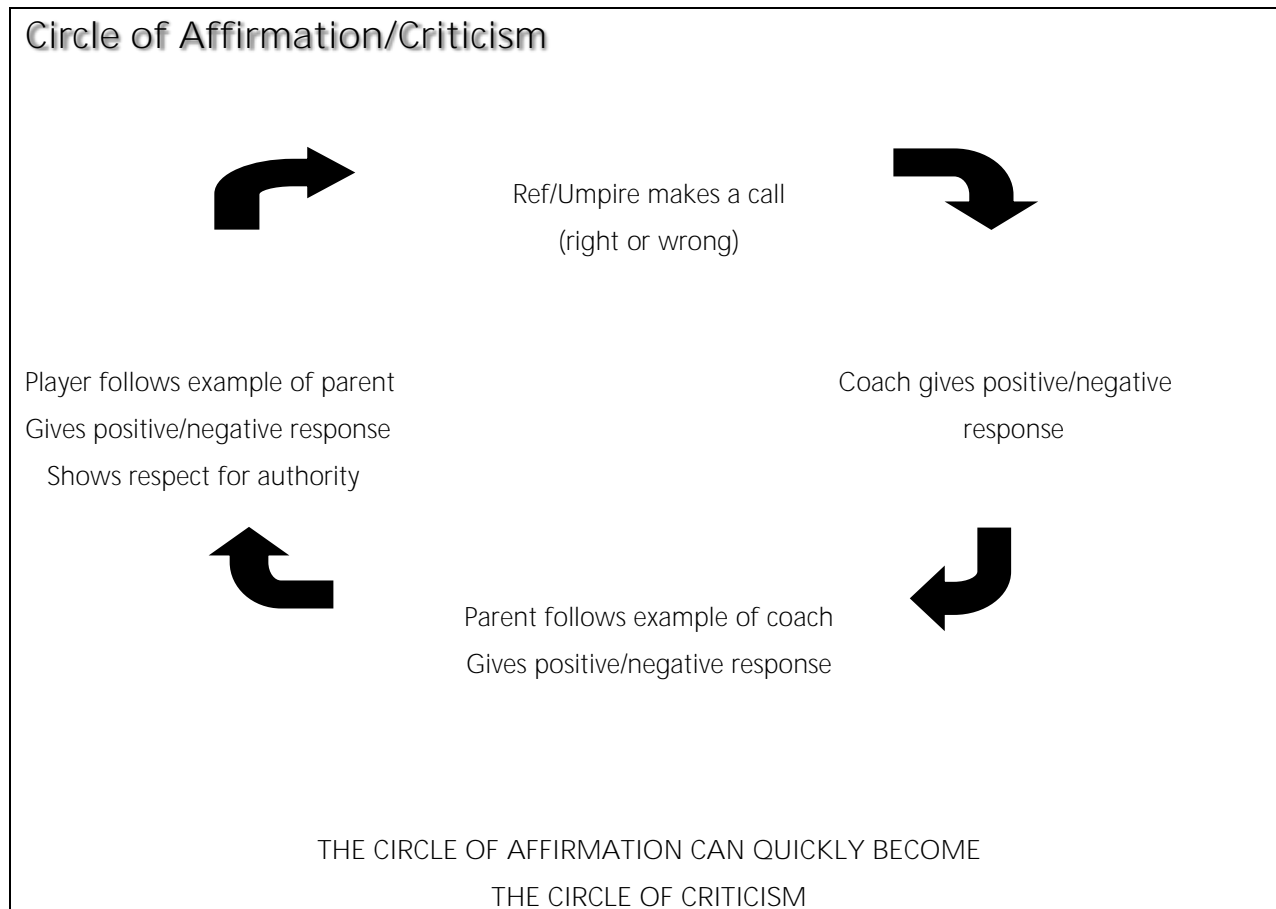 Circle of Affirmation/Criticism
Ref/Umpire makes a call
(right or wrong)
Coach gives positive/negative
response
Parent follows example of coach
Gives positive/negative response
Player follows example of parent
Gives positive/negative response
Shows respect for authority
THE CIRCLE OF AFFIRMATION CAN QUICKLY BECOME
THE CIRCLE OF CRITICISM